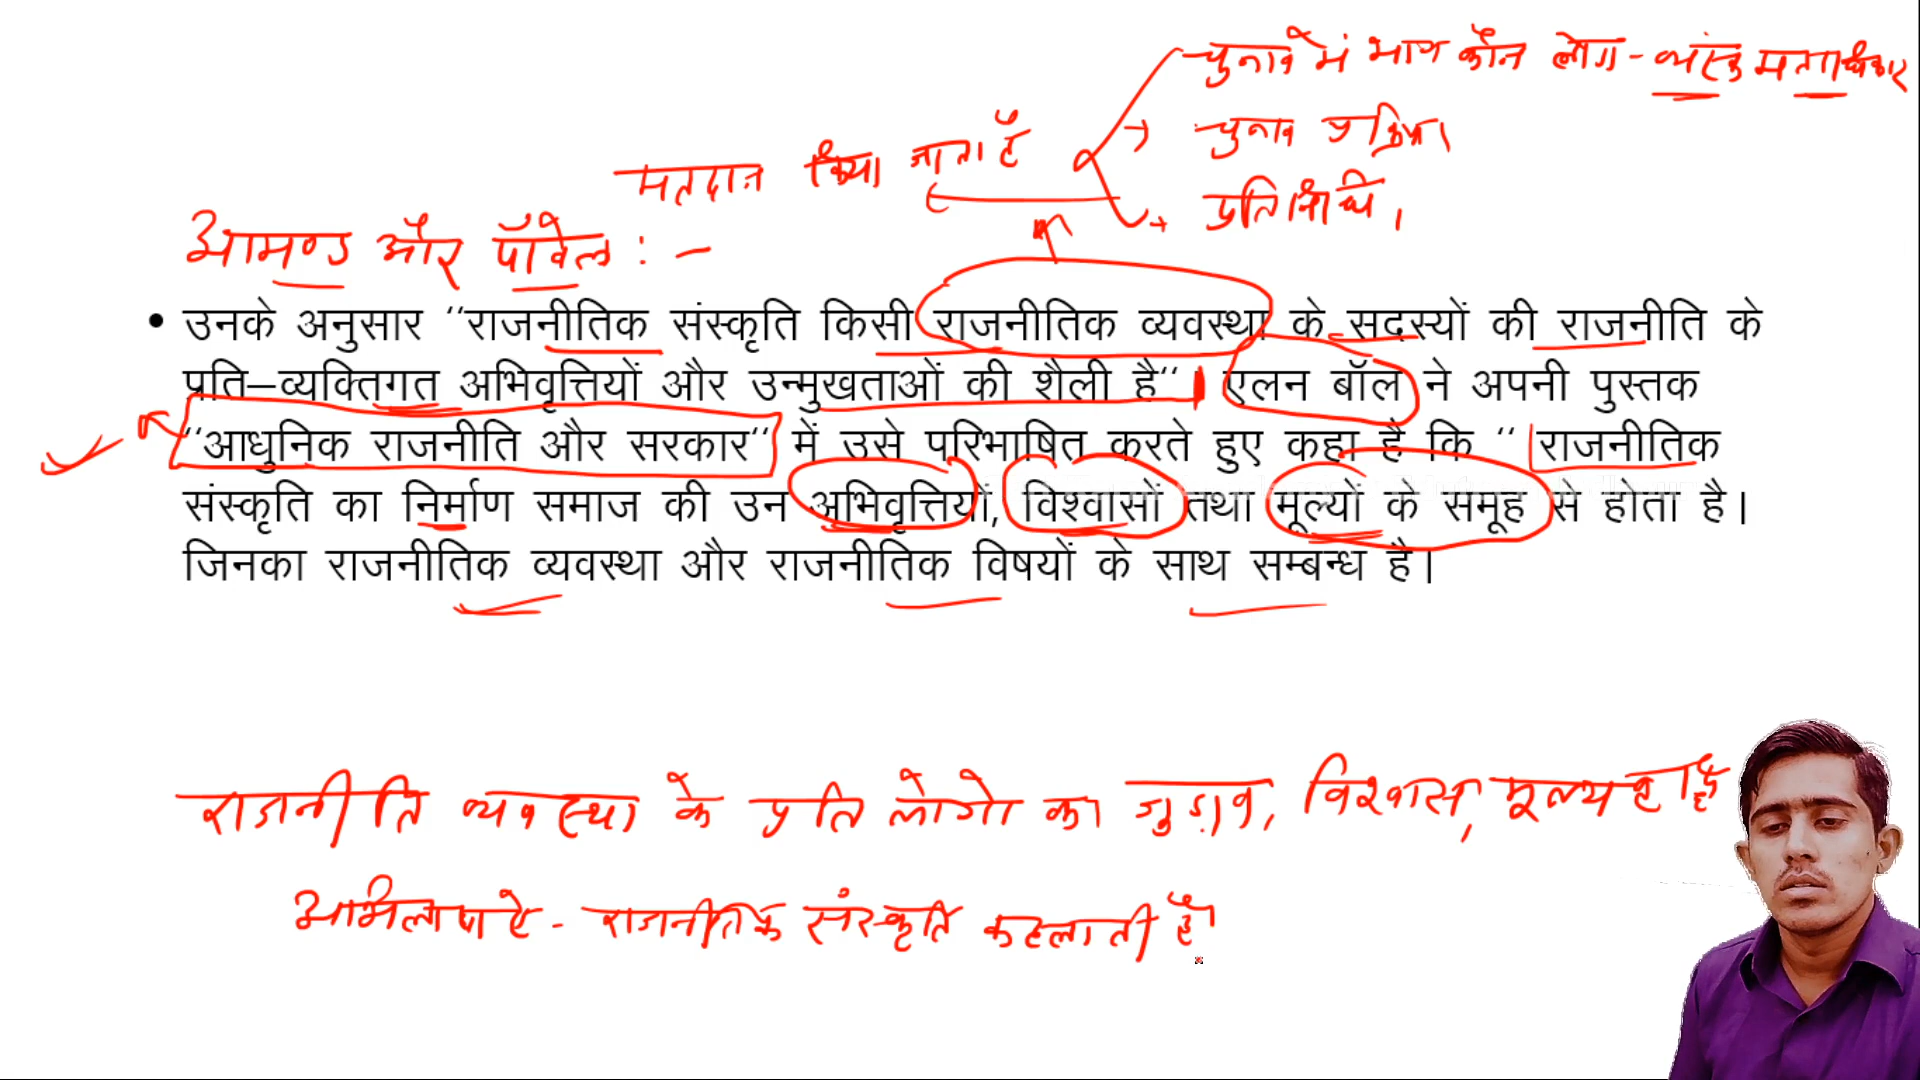 चुनाव में भाग कौन लोग - व्यस्क मताधिकार
चुनाव प्रक्रिया
मतदान किया जाता है
प्रतिनिधि ।
आमण्ड और पॉवेल : -
• उनके अनुसार ‘‘राजनीतिक संस्कृति किसी राजनीतिक व्यवस्था के सदस्यों की राजनीति के
प्रति–व्यक्तिगत अभिवृत्तियों और उन्मुखताओं की शैली है’’। एलन बॉल ने अपनी पुस्तक
‘‘आधुनिक राजनीति और सरकार’’ में उसे परिभाषित करते हुए कहा है कि ‘‘ राजनीतिक
संस्कृति का निर्माण समाज की उन अभिवृत्तियों, विश्वासों तथा मूल्यों के समूह से होता है।
जिनका राजनीतिक व्यवस्था और राजनीतिक विषयों के साथ सम्बन्ध है।
राजनीति व्यवस्था के प्रति लोगो का जुड़ाव, विश्वास, मूल्य
- राजनीतिक संस्कृति कहलाती है।